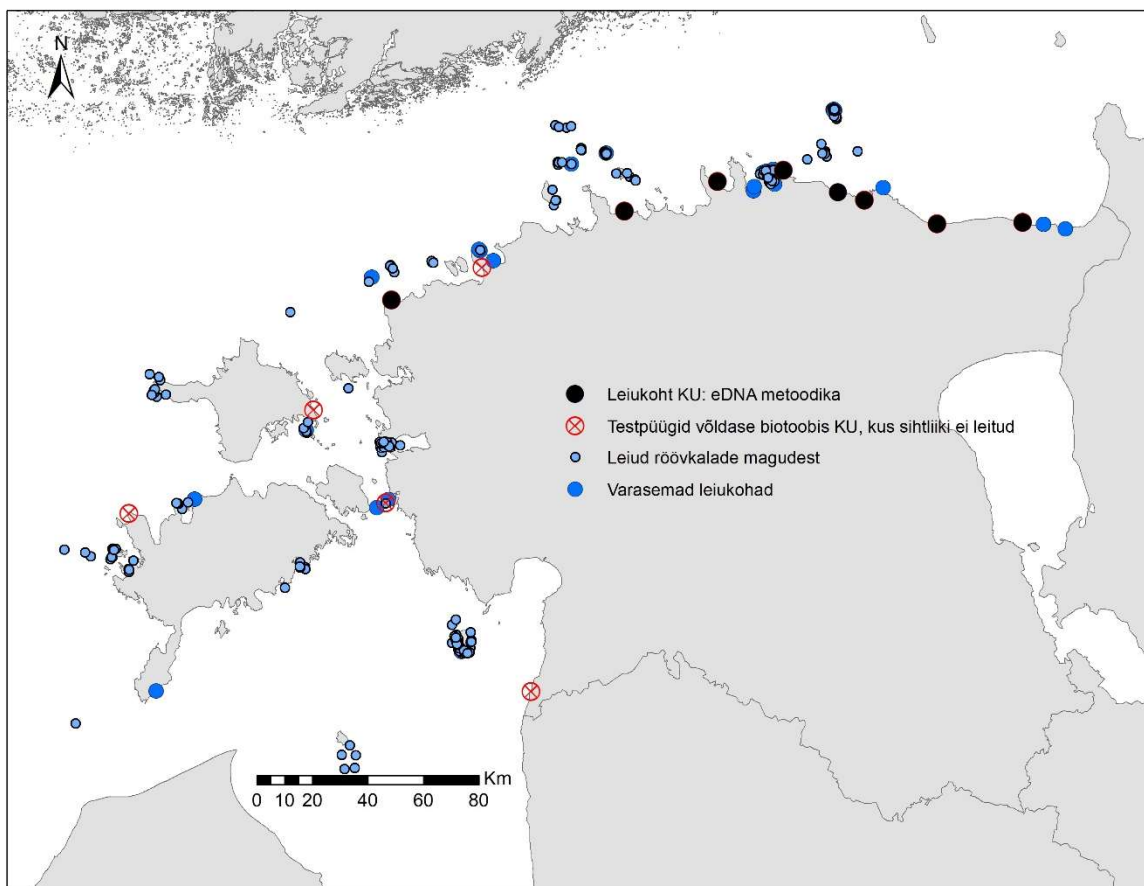 N
Leiukoht KU: eDNA metoodika
Testpüügid võldase biotoobis KU, kus sihtliiki ei leitud
Leiud röövkalade magudest
Varasemad leiukohad
Km
0 10 20 40 60 80